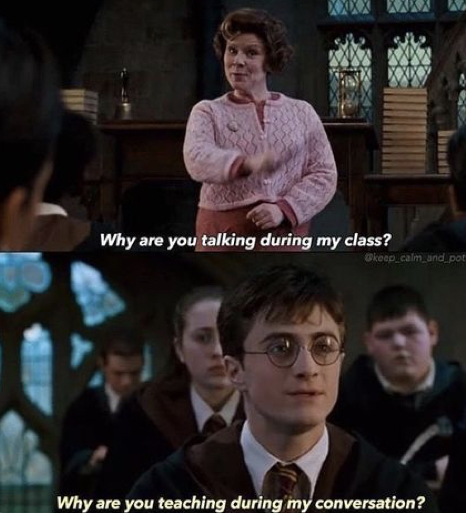 Why are you talking during my class?
@keep_calm_and_pot
Why are you teaching during my conversation?